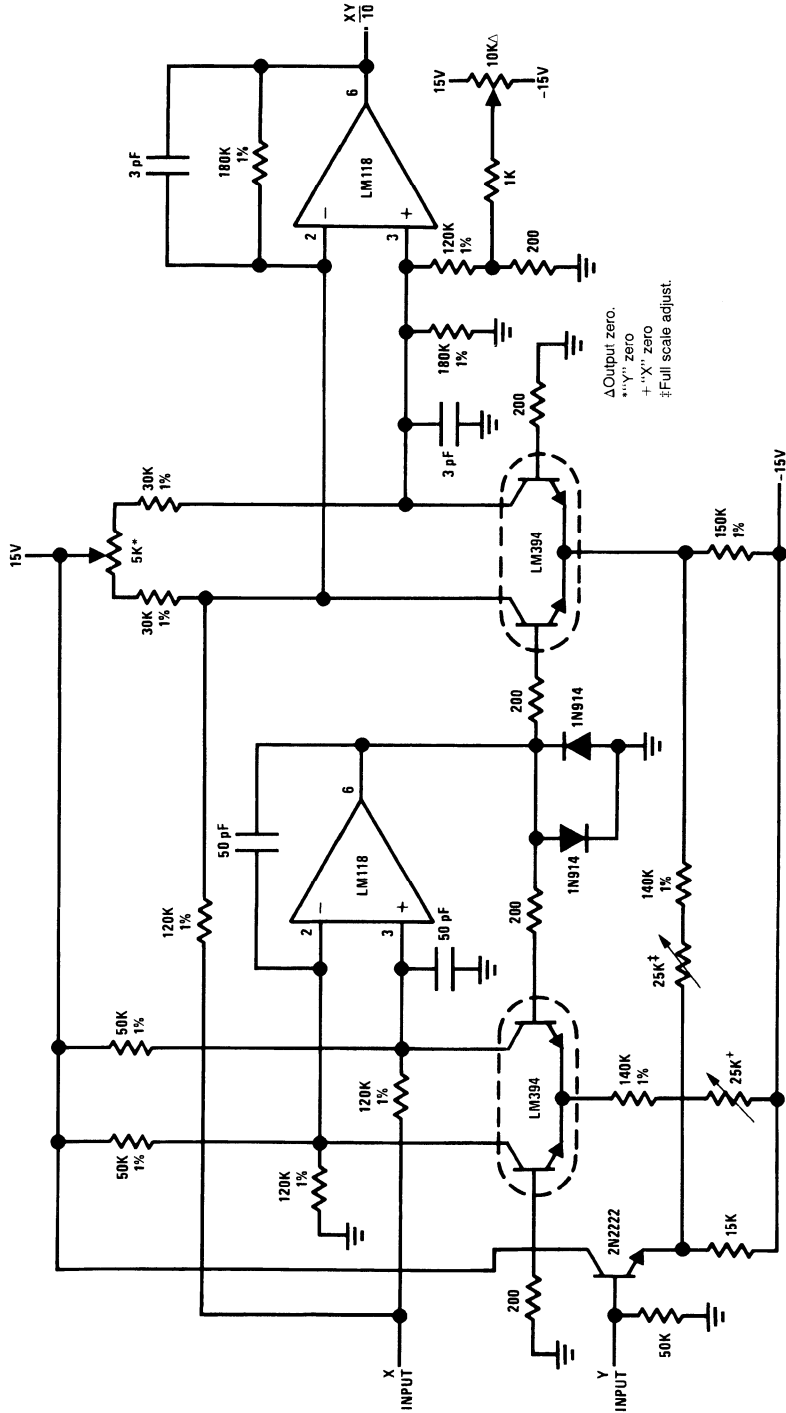 15V
XY
10
3 pF
180K
1%
6
2
−
LM118
3
+
15V
10KΔ
-15V
1K
120K
1%
200
180K
1%
3 pF
200
5K*
30K
1%
30K
1%
LM394
150K
1%
-15V
200
1N914
1N914
50 pF
6
2
−
LM118
3
+
50 pF
200
120K
1%
50K
1%
50K
1%
120K
1%
120K
1%
LM394
140K
1%
25K+
140K
1%
25K‡
2N2222
15K
200
50K
X
INPUT
Y
INPUT
ΔOutput zero.
*"Y" zero
+ "X" zero
‡Full scale adjust.